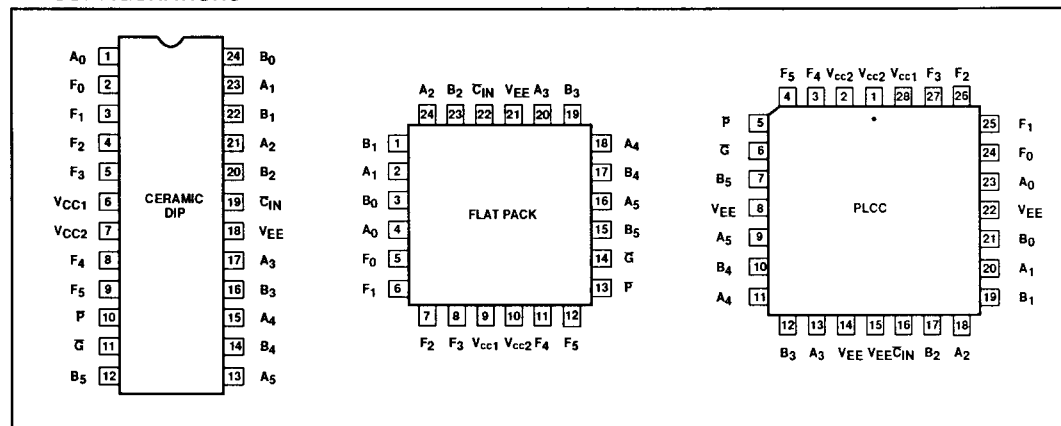 A0 1 24 B0
F0 2 23 A1
F1 3 22 B1
F2 4 21 A2
F3 5 20 B2
VCC1 6 19 C̅IN
VCC2 7 18 VEE
F4 8 17 A3
F5 9 16 B3
P̅ 10 15 A4
G̅ 11 14 B4
B5 12 13 A5
CERAMIC
DIP
A2 B2 C̅IN VEE A3 B3
24 23 22 21 20 19
B1 1 18 A4
A1 2 17 B4
B0 3 16 A5
A0 4 15 B5
F0 5 14 G̅
F1 6 13 P̅
FLAT PACK
7 8 9 10 11 12
F2 F3 Vcc1 Vcc2 F4 F5
F5 F4 Vcc2 Vcc2 Vcc1 F3 F2
4 3 2 1 28 27 26
P̅ 5 25 F1
G̅ 6 24 F0
B5 7 23 A0
VEE 8 22 VEE
A5 9 21 B0
B4 10 20 A1
A4 11 19 B1
PLCC
12 13 14 15 16 17 18
B3 A3 VEE VEE C̅IN B2 A2